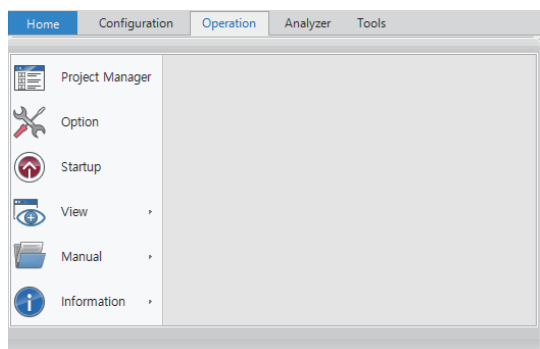 Home Configuration Operation Analyzer Tools
Project Manager
Option
Startup
View
Manual
Information